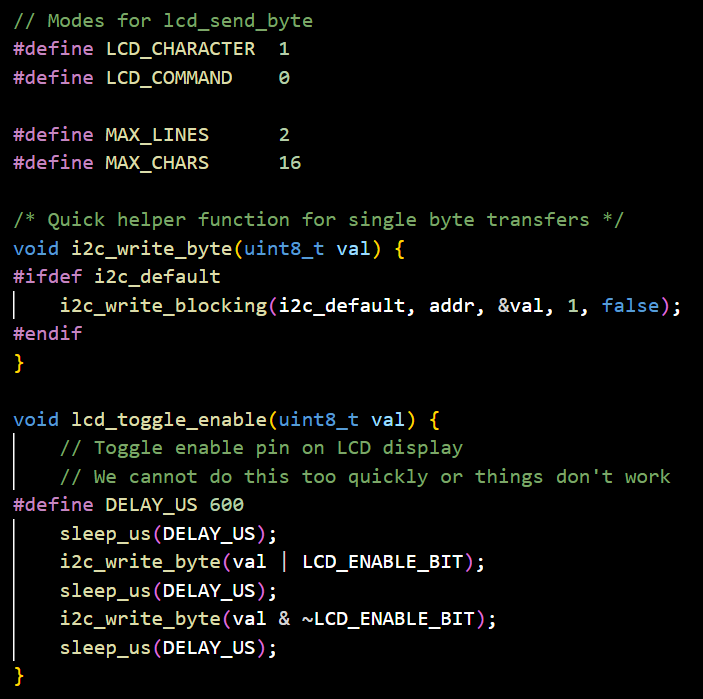 // Modes for lcd_send_byte
#define LCD_CHARACTER  1
#define LCD_COMMAND    0

#define MAX_LINES      2
#define MAX_CHARS      16

/* Quick helper function for single byte transfers */
void i2c_write_byte(uint8_t val) {
#ifdef i2c_default
    i2c_write_blocking(i2c_default, addr, &val, 1, false);
#endif
}

void lcd_toggle_enable(uint8_t val) {
    // Toggle enable pin on LCD display
    // We cannot do this too quickly or things don't work
#define DELAY_US 600
    sleep_us(DELAY_US);
    i2c_write_byte(val | LCD_ENABLE_BIT);
    sleep_us(DELAY_US);
    i2c_write_byte(val & ~LCD_ENABLE_BIT);
    sleep_us(DELAY_US);
}